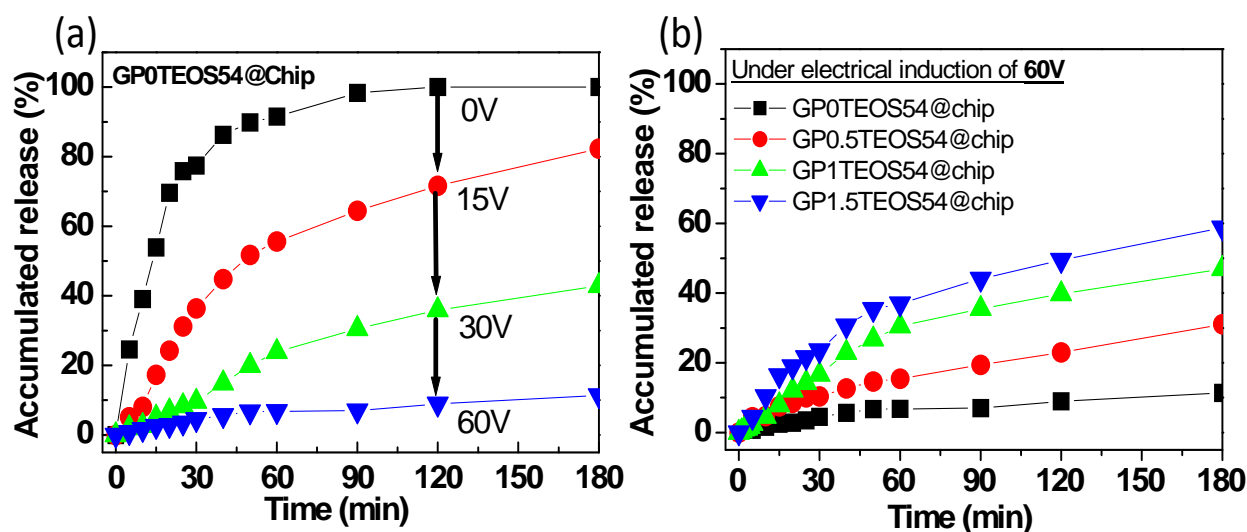 (a)
GP0TEOS54@Chip
0V
15V
30V
60V
Accumulated release (%)
100
80
60
40
20
0
0 30 60 90 120 150 180
Time (min)
(b)
Under electrical induction of 60V
GP0TEOS54@chip
GP0.5TEOS54@chip
GP1TEOS54@chip
GP1.5TEOS54@chip
Accumulated release (%)
100
80
60
40
20
0
0 30 60 90 120 150 180
Time (min)